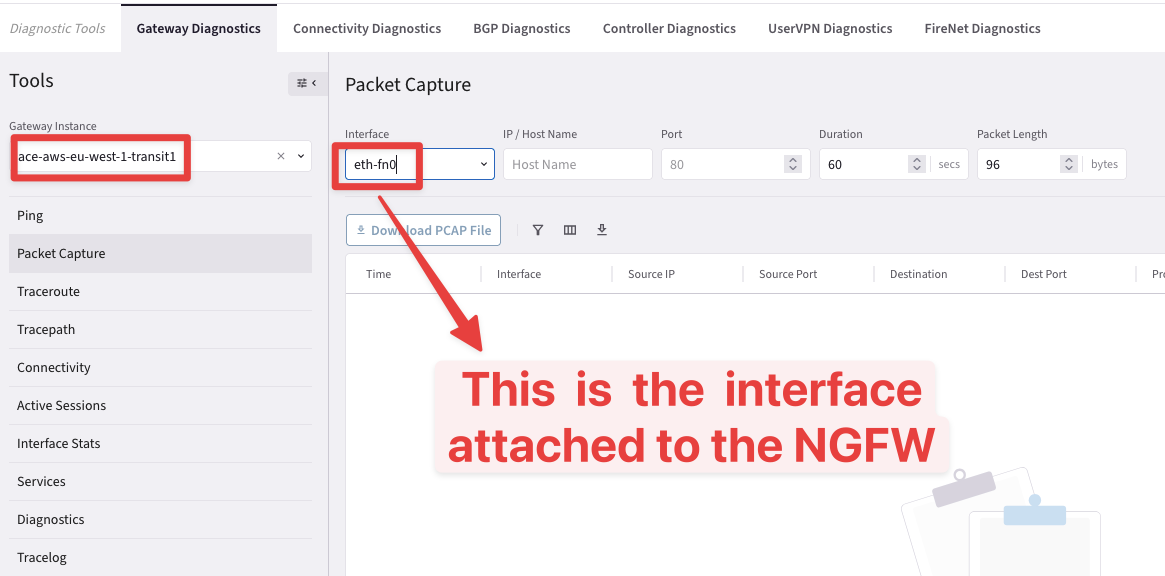 Diagnostic Tools
Gateway Diagnostics
Connectivity Diagnostics
BGP Diagnostics
Controller Diagnostics
UserVPN Diagnostics
FireNet Diagnostics
Tools
Gateway Instance
ace-aws-eu-west-1-transit1
Ping
Packet Capture
Traceroute
Tracepath
Connectivity
Active Sessions
Interface Stats
Services
Diagnostics
Tracelog
Packet Capture
Interface
IP / Host Name
Port
Duration
Packet Length
eth-fn0
Host Name
80
60
secs
96
bytes
Download PCAP File
Time
Interface
Source IP
Source Port
Destination
Dest Port
This is the interface
attached to the NGFW